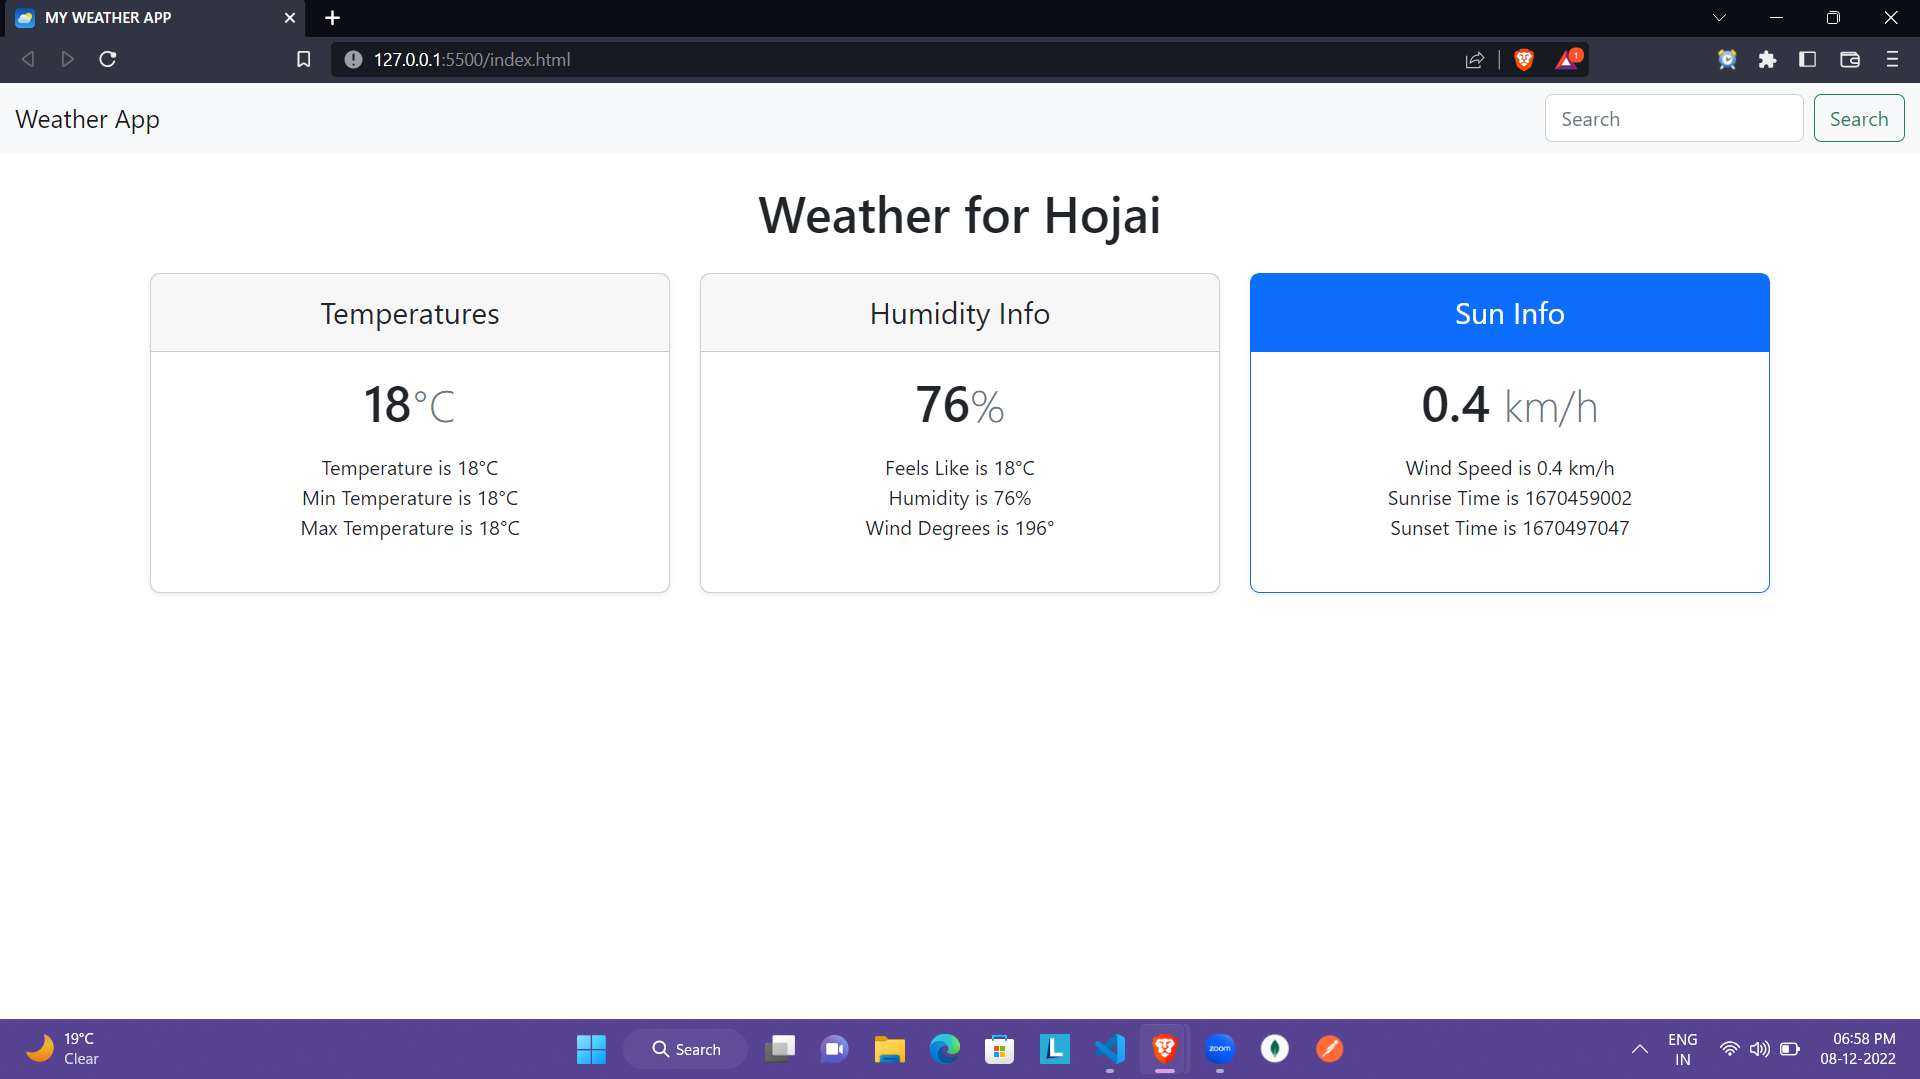 MY WEATHER APP
127.0.0.1:5500/index.html
1
Weather App
Search
Search
Weather for Hojai
Temperatures
18°C
Temperature is 18°C
Min Temperature is 18°C
Max Temperature is 18°C
Humidity Info
76%
Feels Like is 18°C
Humidity is 76%
Wind Degrees is 196°
Sun Info
0.4 km/h
Wind Speed is 0.4 km/h
Sunrise Time is 1670459002
Sunset Time is 1670497047
19°C
Clear
Search
L
zoom
ENG
IN
06:58 PM
08-12-2022